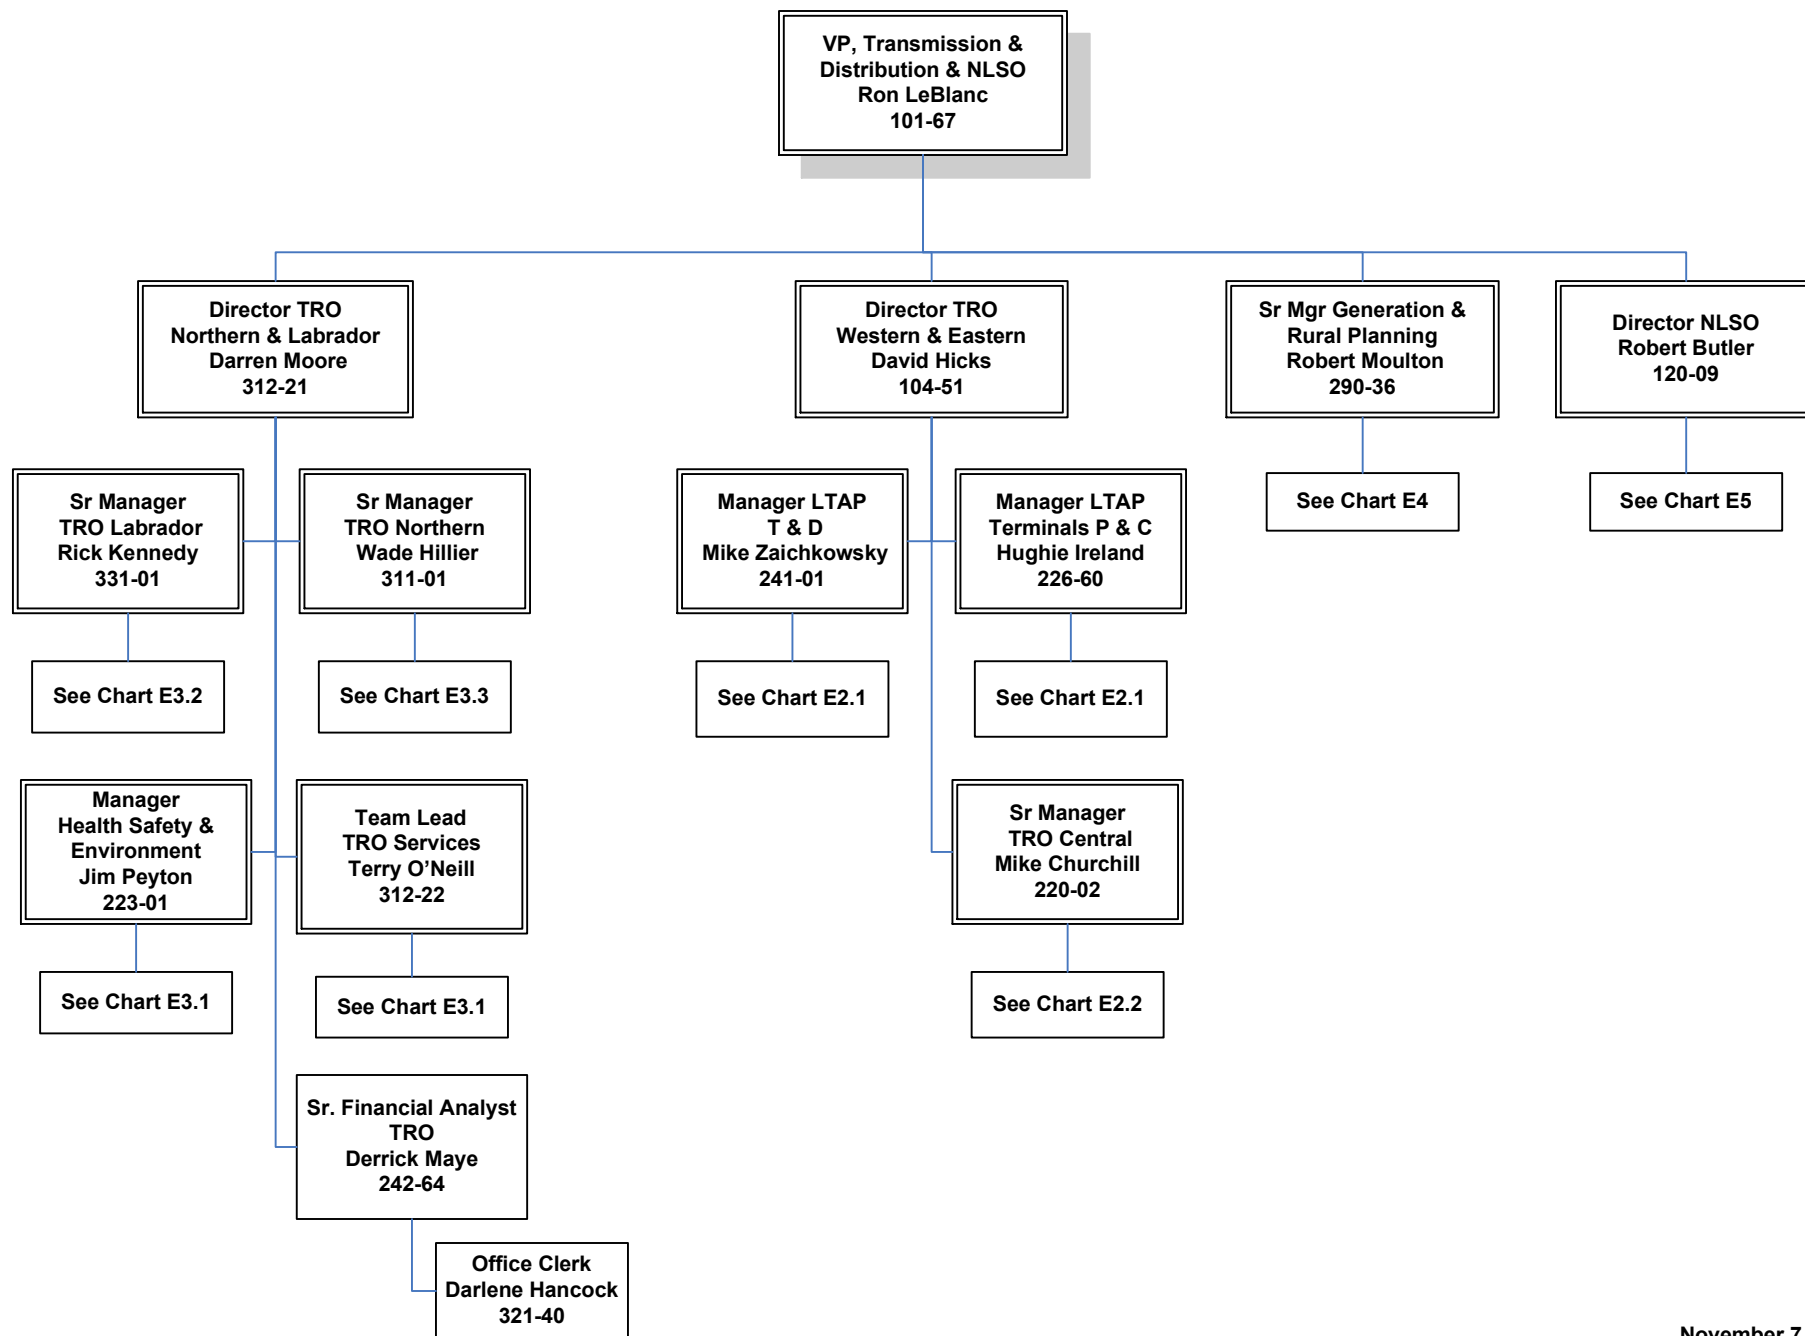 VP, Transmission &
Distribution & NLSO
Ron LeBlanc
101-67
Director TRO
Northern & Labrador
Darren Moore
312-21
Director TRO
Western & Eastern
David Hicks
104-51
Sr Mgr Generation &
Rural Planning
Robert Moulton
290-36
Director NLSO
Robert Butler
120-09
Sr Manager
TRO Labrador
Rick Kennedy
331-01
Sr Manager
TRO Northern
Wade Hillier
311-01
Manager LTAP
T & D
Mike Zaichkowsky
241-01
Manager LTAP
Terminals P & C
Hughie Ireland
226-60
See Chart E4
See Chart E5
See Chart E3.2
See Chart E3.3
See Chart E2.1
See Chart E2.1
Manager
Health Safety &
Environment
Jim Peyton
223-01
Team Lead
TRO Services
Terry O’Neill
312-22
Sr Manager
TRO Central
Mike Churchill
220-02
See Chart E3.1
See Chart E3.1
See Chart E2.2
Sr. Financial Analyst
TRO
Derrick Maye
242-64
Office Clerk
Darlene Hancock
321-40
November 7